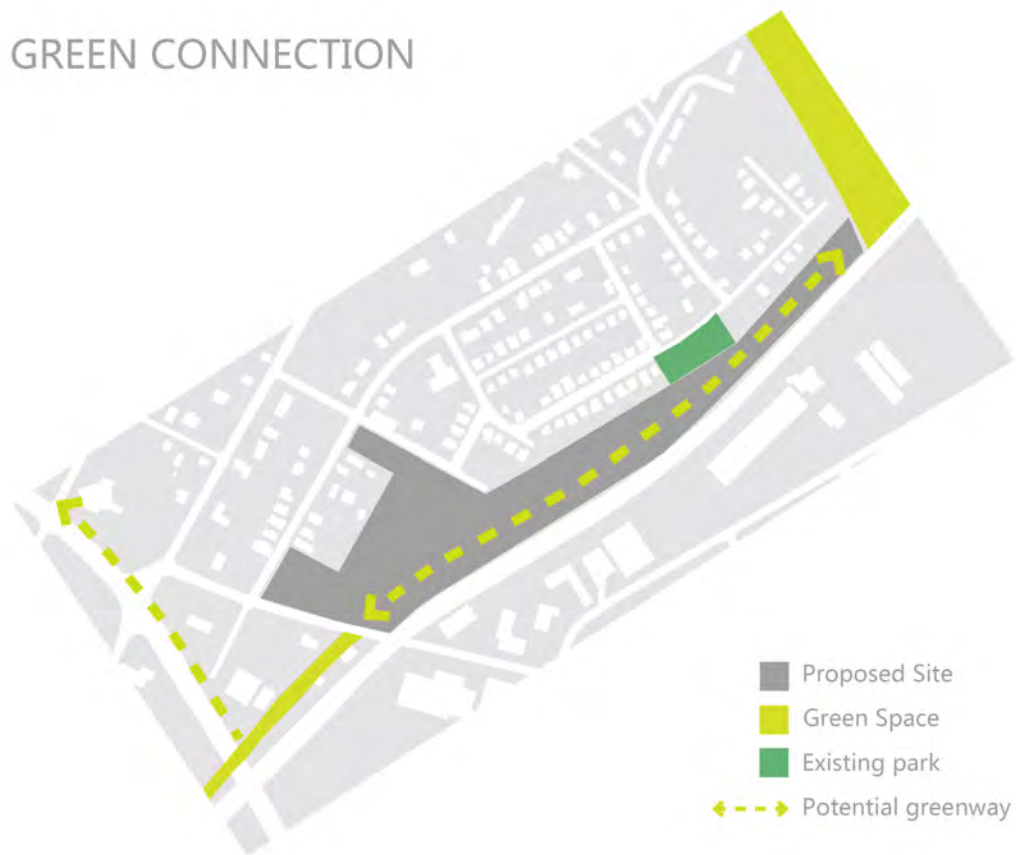 GREEN CONNECTION
Proposed Site
Green Space
Existing park
Potential greenway